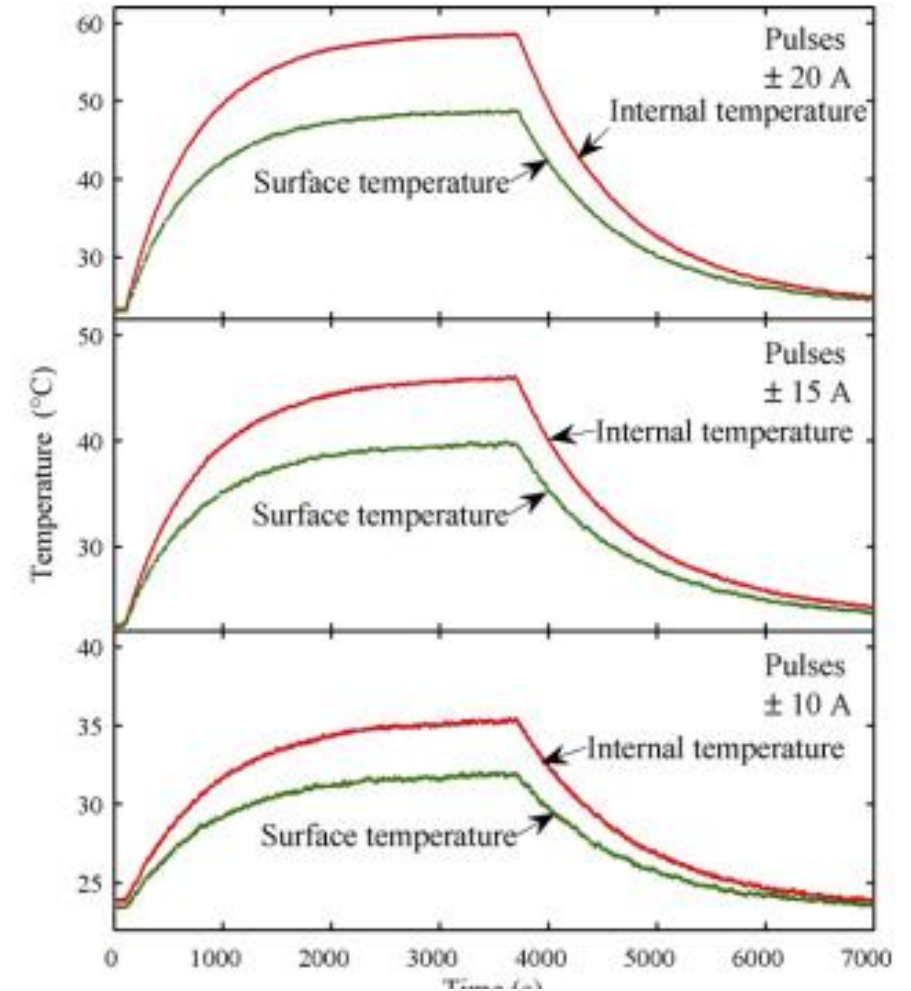 60
50
40
30
Pulses
± 20 A
Internal temperature
Surface temperature
50
40
30
Pulses
± 15 A
Internal temperature
Surface temperature
Temperature (°C)
40
35
30
25
Pulses
± 10 A
Internal temperature
Surface temperature
0 1000 2000 3000 4000 5000 6000 7000
Time (s)